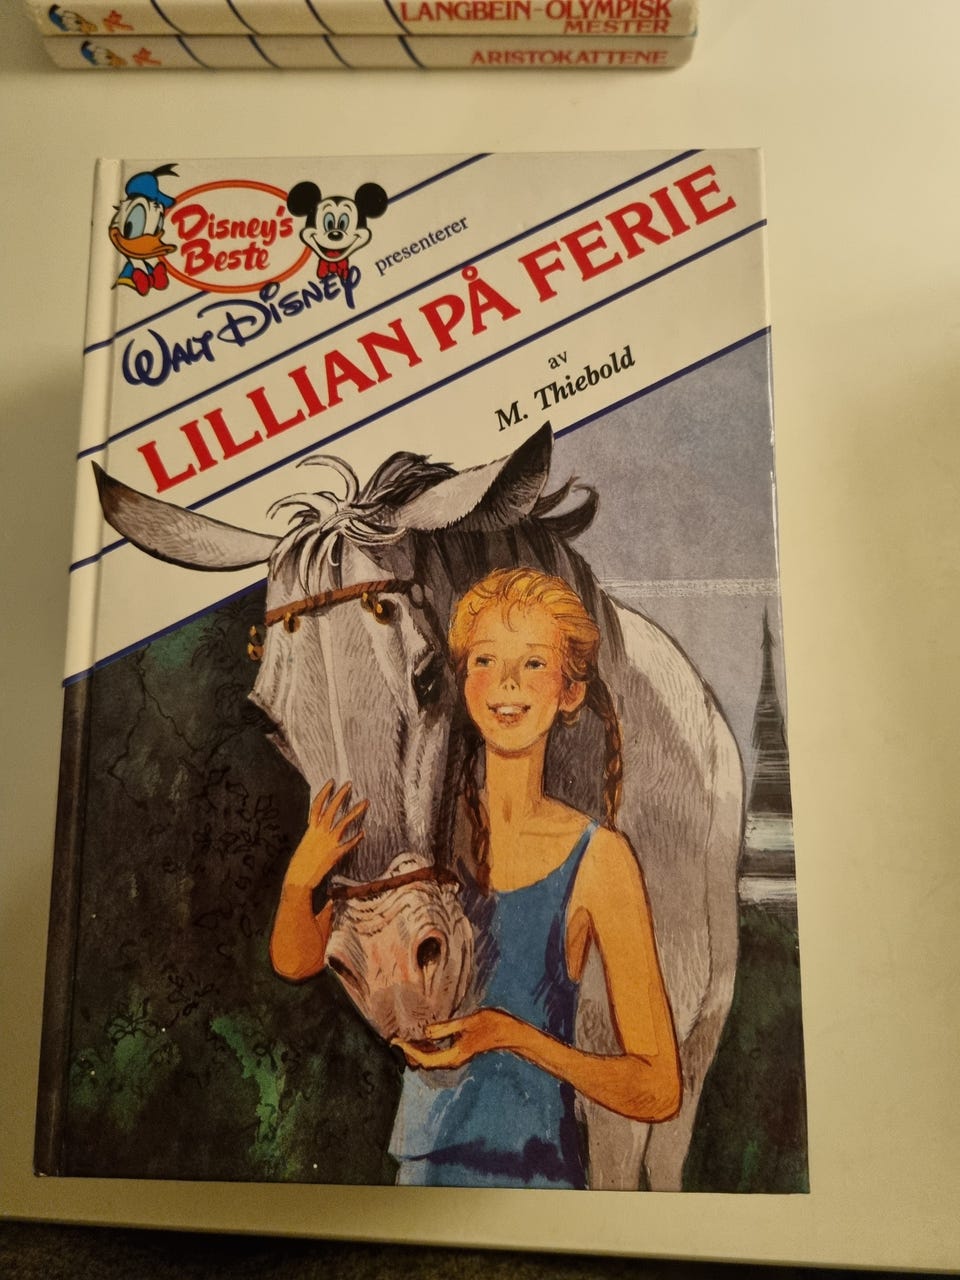 LANGBEIN-OLYMPISK
MESTER
ARISTOKATTENE
Disney's
Beste
WALT DISNEY presenterer
LILLIAN PÅ FERIE
av
M. Thiebold